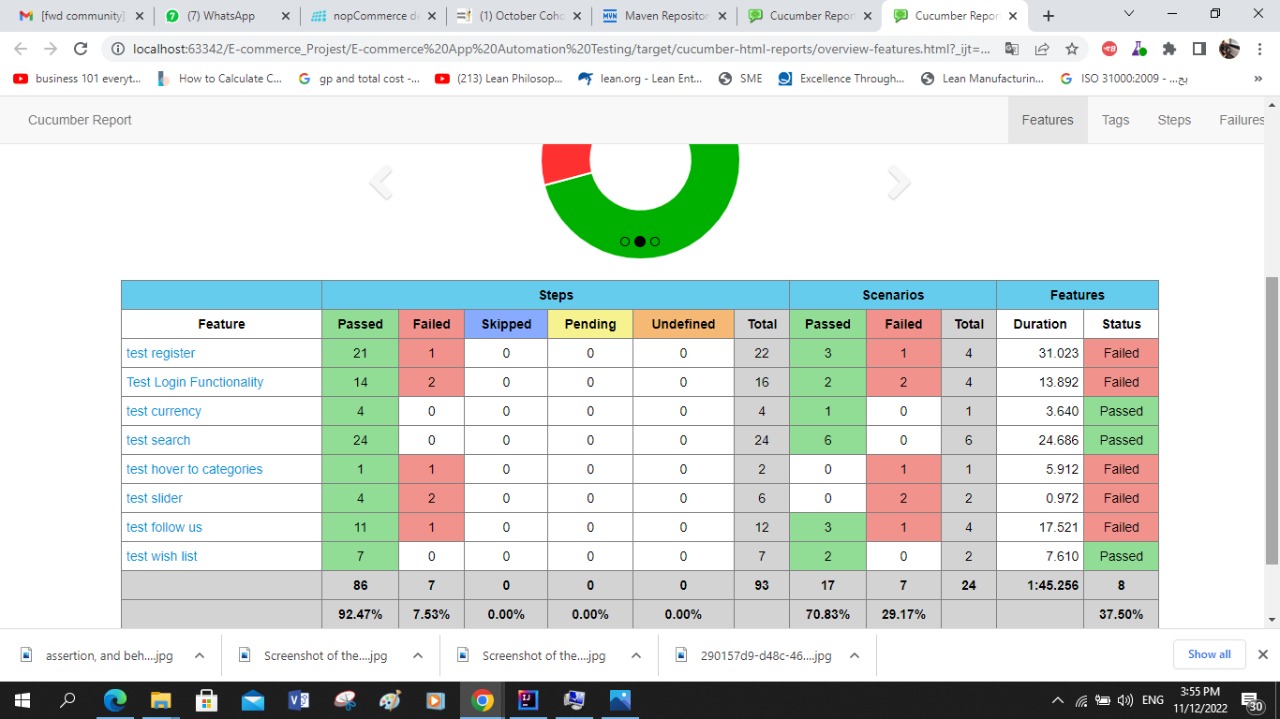 [fwd community] (7) WhatsApp nopCommerce de (1) October Coho Maven Repositor Cucumber Repor Cucumber Repor
localhost:63342/E-commerce_Projest/E-commerce%20App%20Automation%20Testing/target/cucumber-html-reports/overview-features.html?_ijt=...
business 101 everyt... How to Calculate C... gp and total cost -... (213) Lean Philosop... lean.org - Lean Ent... SME Excellence Through... Lean Manufacturin... ISO 31000:2009 - ...بح »
Cucumber Report Features Tags Steps Failures
Steps Scenarios Features
Feature Passed Failed Skipped Pending Undefined Total Passed Failed Total Duration Status
test register 21 1 0 0 0 22 3 1 4 31.023 Failed
Test Login Functionality 14 2 0 0 0 16 2 2 4 13.892 Failed
test currency 4 0 0 0 0 4 1 0 1 3.640 Passed
test search 24 0 0 0 0 24 6 0 6 24.686 Passed
test hover to categories 1 1 0 0 0 2 0 1 1 5.912 Failed
test slider 4 2 0 0 0 6 0 2 2 0.972 Failed
test follow us 11 1 0 0 0 12 3 1 4 17.521 Failed
test wish list 7 0 0 0 0 7 2 0 2 7.610 Passed
86 7 0 0 0 93 17 7 24 1:45.256 8
92.47% 7.53% 0.00% 0.00% 0.00% 70.83% 29.17% 37.50%
assertion, and beh....jpg Screenshot of the....jpg Screenshot of the....jpg 290157d9-d48c-46....jpg Show all
ENG 3:55 PM
11/12/2022 30